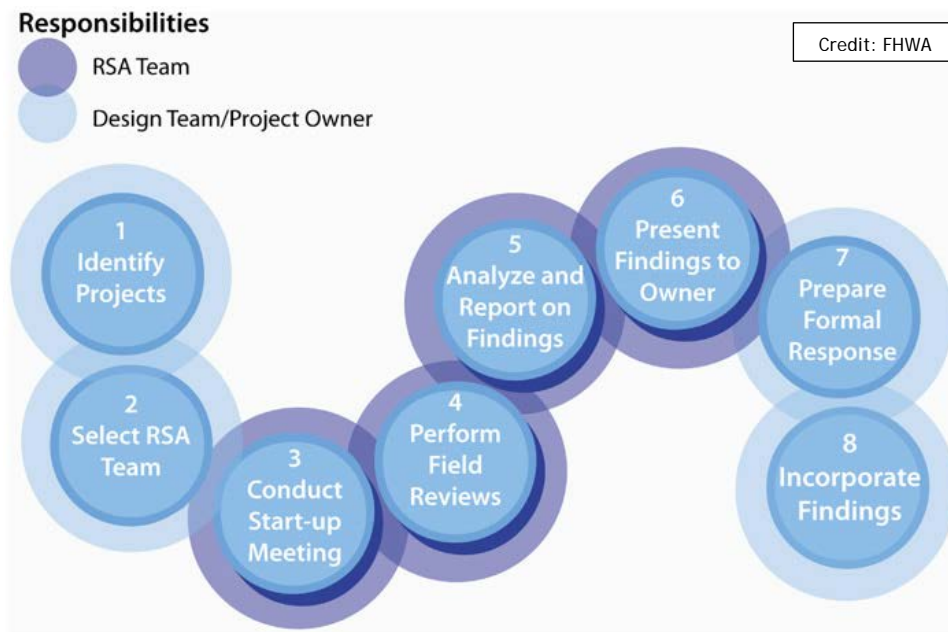 Responsibilities
RSA Team
Design Team/Project Owner
Credit: FHWA
1
Identify
Projects
2
Select RSA
Team
3
Conduct
Start-up
Meeting
4
Perform
Field
Reviews
5
Analyze and
Report on
Findings
6
Present
Findings to
Owner
7
Prepare
Formal
Response
8
Incorporate
Findings